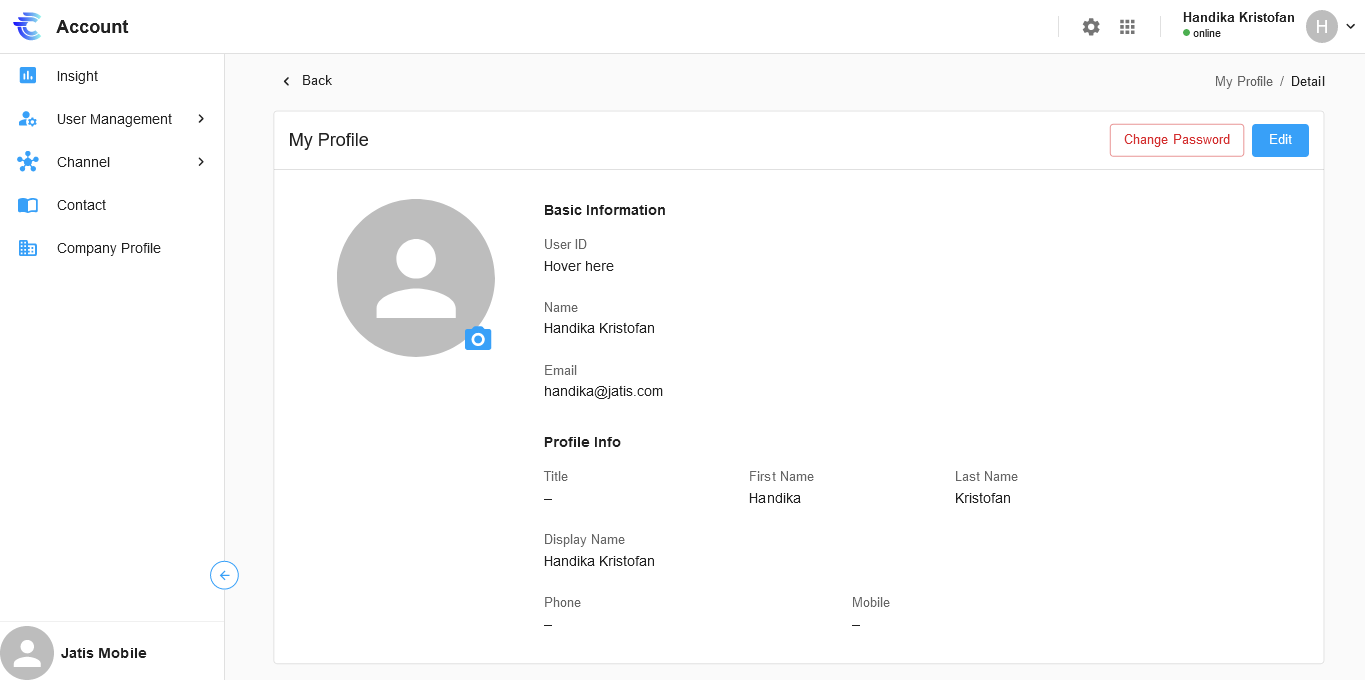 Account
Handika Kristofan
online
H
Insight
User Management
Channel
Contact
Company Profile
Jatis Mobile
Back
My Profile / Detail
My Profile
Change Password
Edit
Basic Information
User ID
Hover here
Name
Handika Kristofan
Email
handika@jatis.com
Profile Info
Title First Name Last Name
– Handika Kristofan
Display Name
Handika Kristofan
Phone Mobile
– –